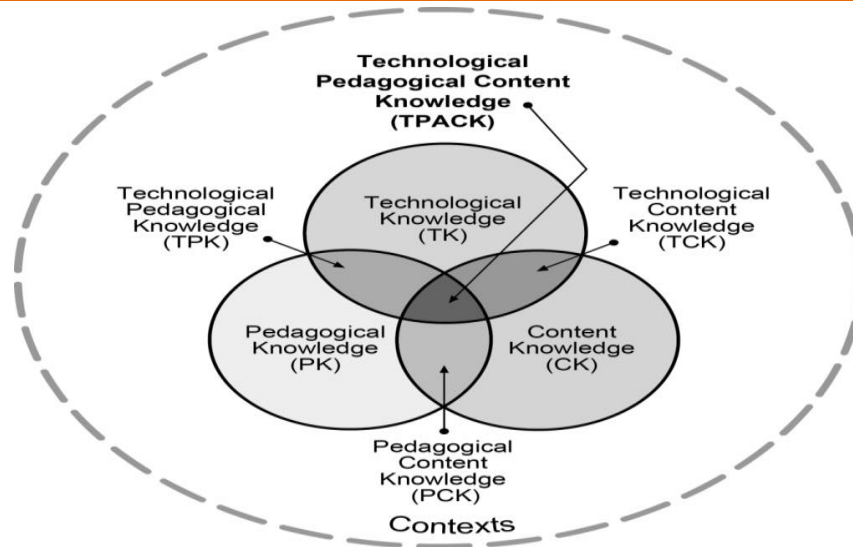 Technological
Pedagogical Content
Knowledge
(TPACK)
Technological
Pedagogical
Knowledge
(TPK)
Technological
Knowledge
(TK)
Technological
Content
Knowledge
(TCK)
Pedagogical
Knowledge
(PK)
Content
Knowledge
(CK)
Pedagogical
Content
Knowledge
(PCK)
Contexts